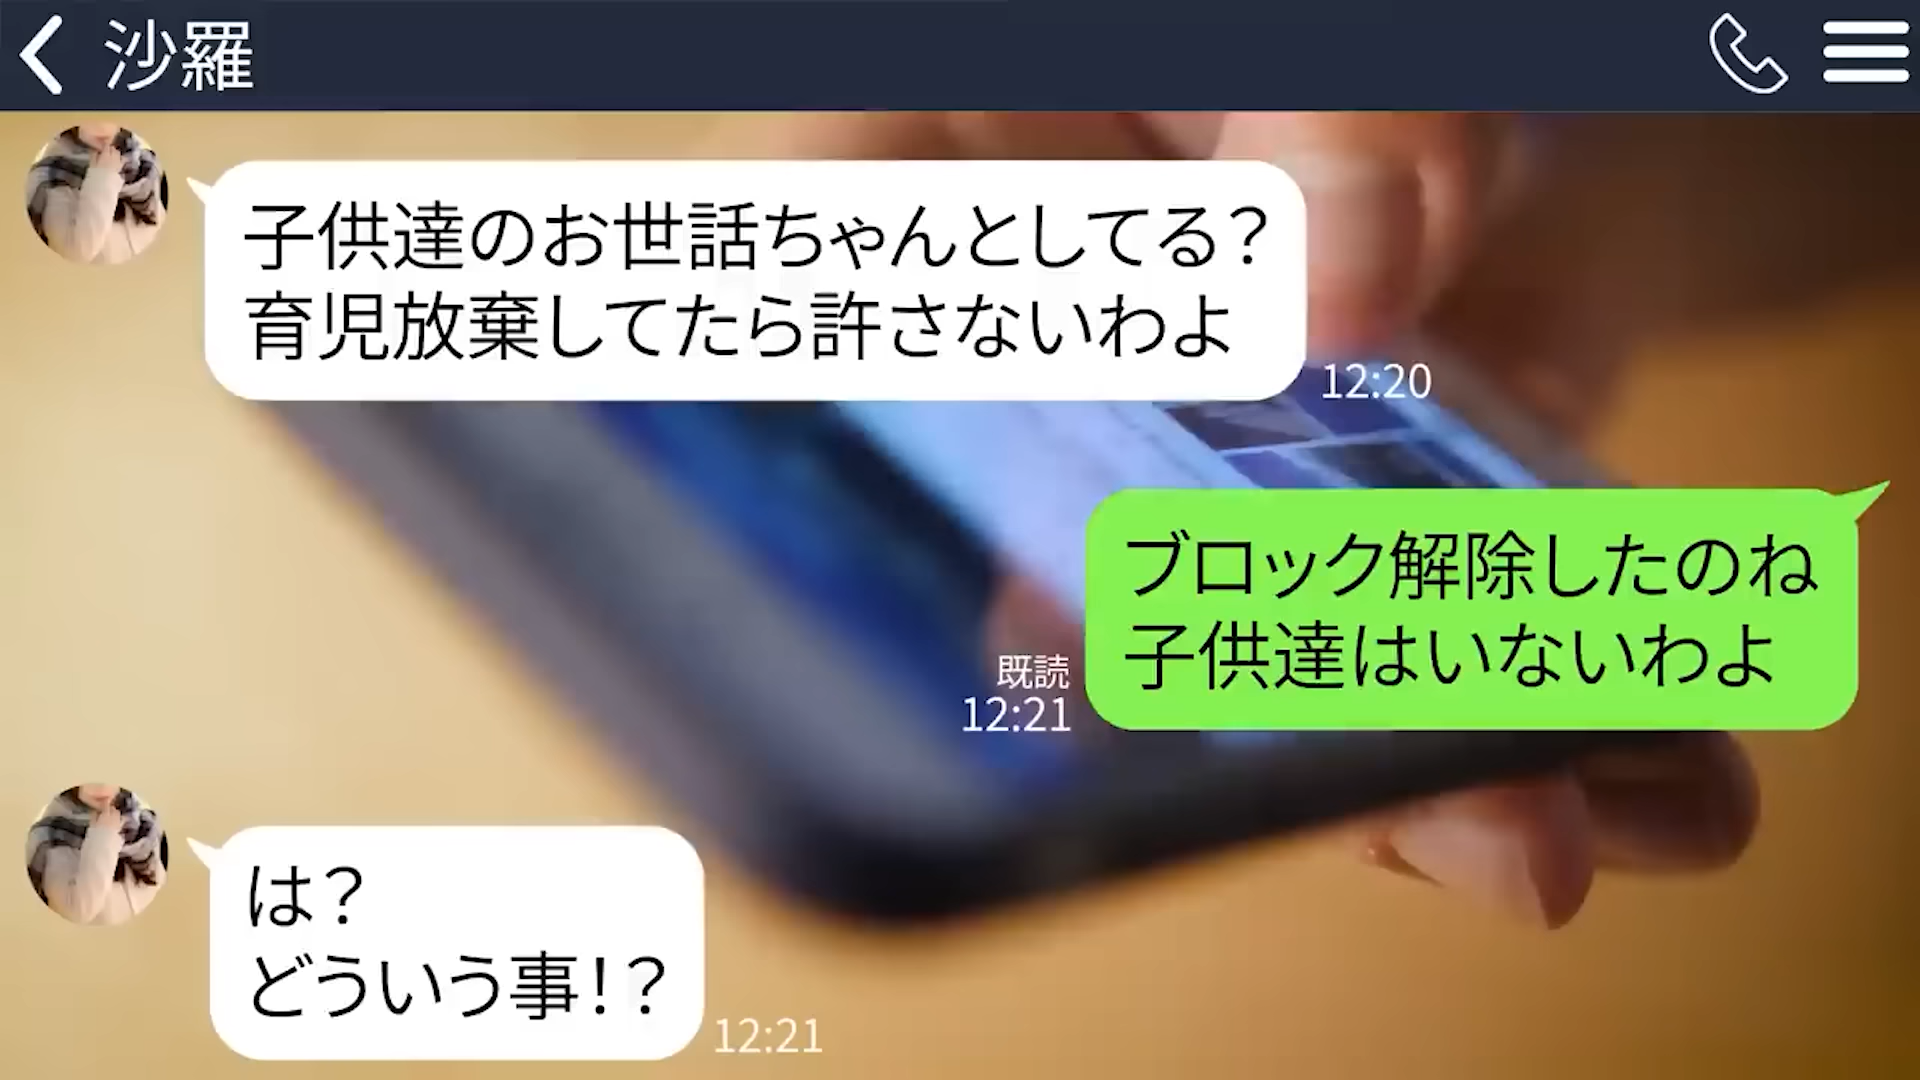 沙羅
子供達のお世話ちゃんとしてる？
育児放棄してたら許さないわよ
12:20
ブロック解除したのね
子供達はいないわよ
既読
12:21
は？
どういう事！？
12:21